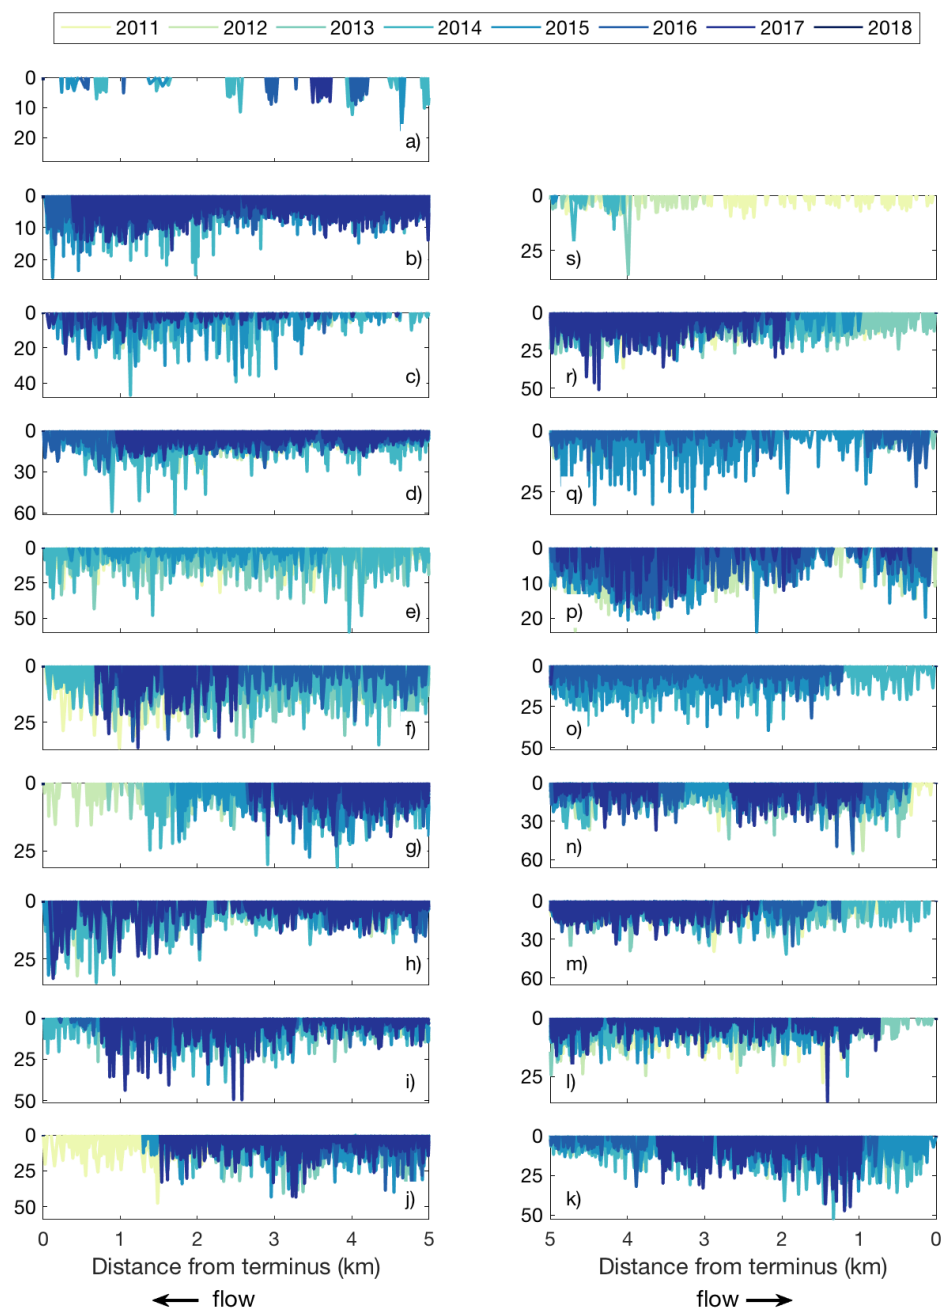 2011 2012 2013 2014 2015 2016 2017 2018
0
10
20
a)
0
10
20
b)
0
25
s)
0
20
40
c)
0
25
50
r)
0
30
60
d)
0
25
q)
0
25
50
e)
0
10
20
p)
0
25
f)
0
25
50
o)
0
25
g)
0
30
60
n)
0
25
h)
0
30
60
m)
0
25
50
i)
0
25
l)
0
25
50
j)
0
25
50
k)
0 1 2 3 4 5
5 4 3 2 1 0
Distance from terminus (km)
Distance from terminus (km)
flow
flow